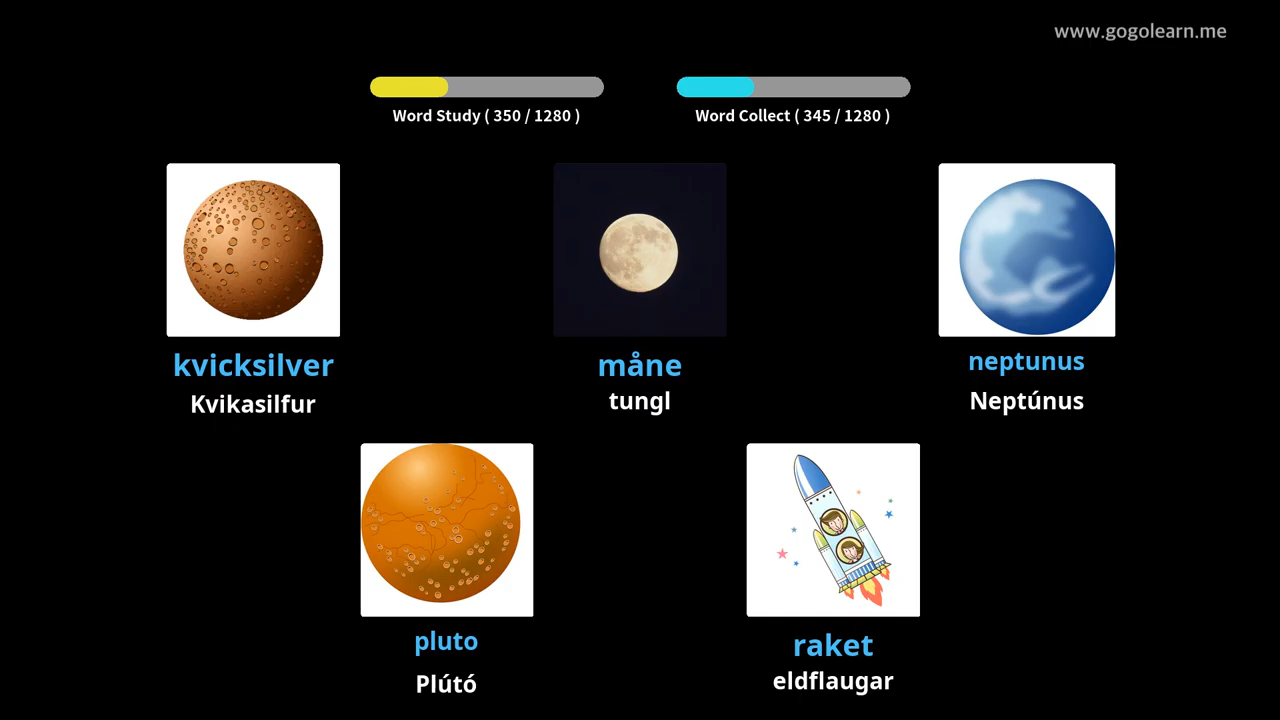 www.gogolearn.me
Word Study ( 350 / 1280 )
Word Collect ( 345 / 1280 )
kvicksilver
Kvikasilfur
måne
tungl
neptunus
Neptúnus
pluto
Plútó
raket
eldflaugar